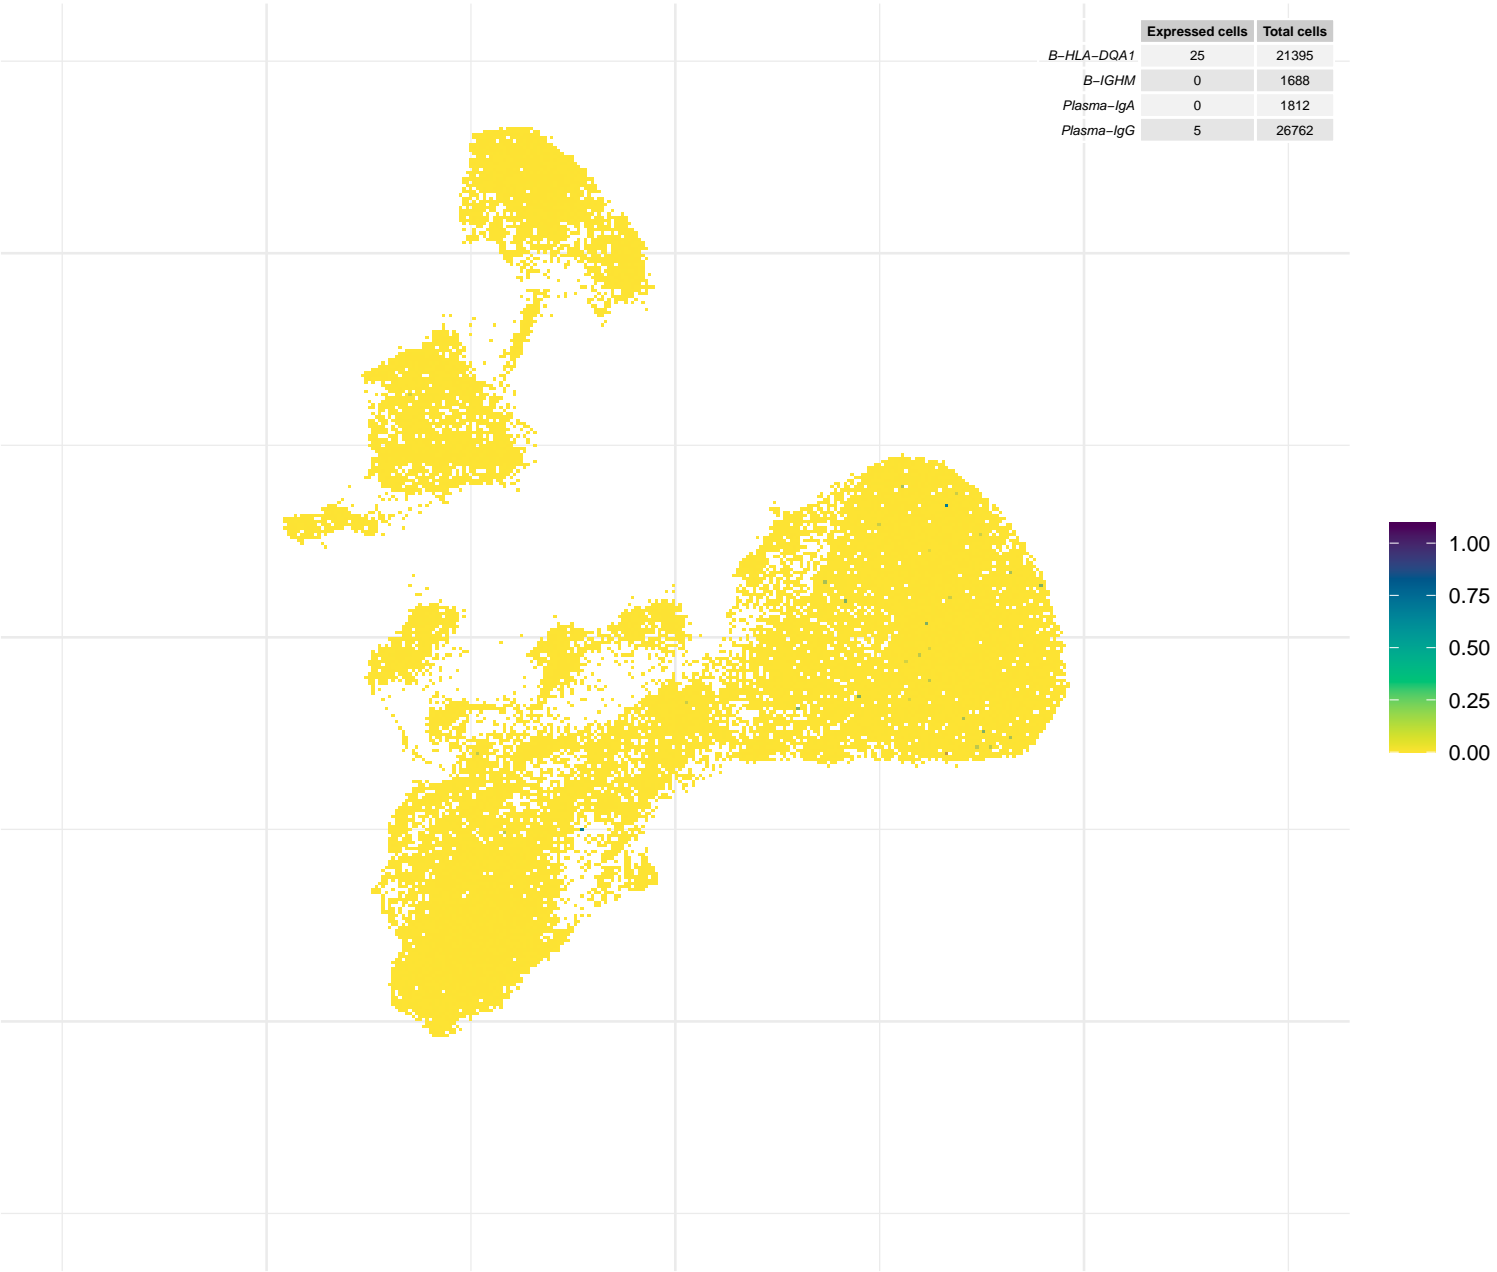 Expressed cells Total cells
B−HLA−DQA1 25 21395
B−IGHM 0 1688
Plasma−IgA 0 1812
Plasma−IgG 5 26762
1.00
0.75
0.50
0.25
0.00